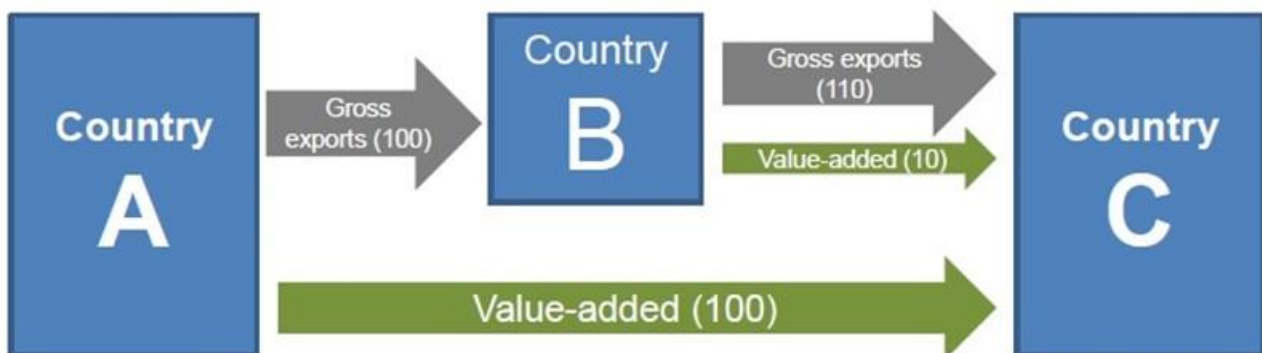 Country
A
Gross
exports (100)
Country
B
Gross exports
(110)
Value-added (10)
Country
C
Value-added (100)